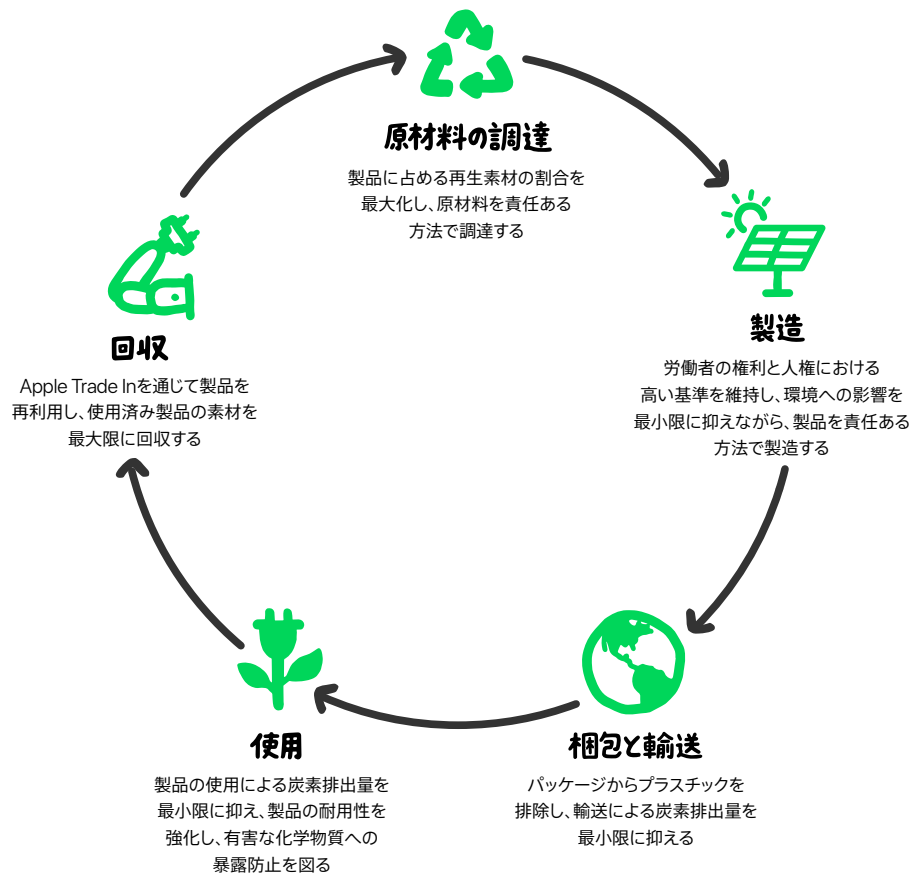 原材料の調達
製品に占める再生素材の割合を
最大化し、原材料を責任ある
方法で調達する
製造
労働者の権利と人権における
高い基準を維持し、環境への影響を
最小限に抑えながら、製品を責任ある
方法で製造する
梱包と輸送
パッケージからプラスチックを
排除し、輸送による炭素排出量を
最小限に抑える
使用
製品の使用による炭素排出量を
最小限に抑え、製品の耐用性を
強化し、有害な化学物質への
暴露防止を図る
回収
Apple Trade Inを通じて製品を
再利用し、使用済み製品の素材を
最大限に回収する